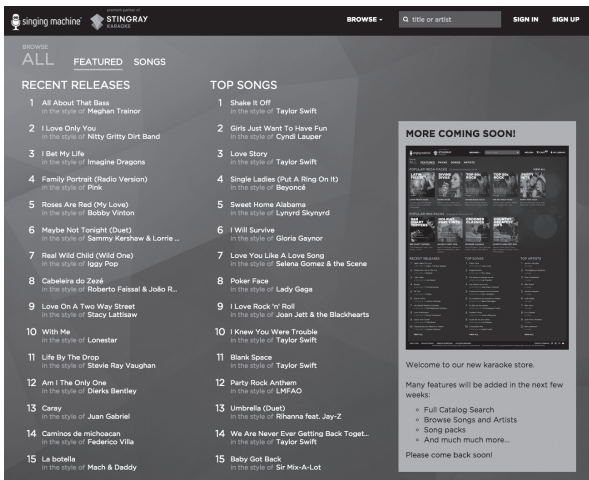 singing machine
premiere partner of
STINGRAY
KARAOKE
BROWSE
title or artist
SIGN IN
SIGN UP
BROWSE
ALL
FEATURED
SONGS
RECENT RELEASES
1 All About That Bass
in the style of Meghan Trainor
2 I Love Only You
in the style of Nitty Gritty Dirt Band
3 I Bet My Life
in the style of Imagine Dragons
4 Family Portrait (Radio Version)
in the style of Pink
5 Roses Are Red (My Love)
in the style of Bobby Vinton
6 Maybe Not Tonight (Duet)
in the style of Sammy Kershaw & Lorrie ...
7 Real Wild Child (Wild One)
in the style of Iggy Pop
8 Cabeleira do Zezé
in the style of Roberto Faissal & João R...
9 Love On A Two Way Street
in the style of Stacy Lattisaw
10 With Me
in the style of Lonestar
11 Life By The Drop
in the style of Stevie Ray Vaughan
12 Am I The Only One
in the style of Dierks Bentley
13 Caray
in the style of Juan Gabriel
14 Caminos de michoacan
in the style of Federico Villa
15 La botella
in the style of Mach & Daddy
TOP SONGS
1 Shake It Off
in the style of Taylor Swift
2 Girls Just Want To Have Fun
in the style of Cyndi Lauper
3 Love Story
in the style of Taylor Swift
4 Single Ladies (Put A Ring On It)
in the style of Beyoncé
5 Sweet Home Alabama
in the style of Lynyrd Skynyrd
6 I Will Survive
in the style of Gloria Gaynor
7 Love You Like A Love Song
in the style of Selena Gomez & the Scene
8 Poker Face
in the style of Lady Gaga
9 I Love Rock 'n' Roll
in the style of Joan Jett & the Blackhearts
10 I Knew You Were Trouble
in the style of Taylor Swift
11 Blank Space
in the style of Taylor Swift
12 Party Rock Anthem
in the style of LMFAO
13 Umbrella (Duet)
in the style of Rihanna feat. Jay-Z
14 We Are Never Ever Getting Back Toget...
in the style of Taylor Swift
15 Baby Got Back
in the style of Sir Mix-A-Lot
MORE COMING SOON!
singing machine
STINGRAY
ALL FEATURED PACKS SONGS ARTISTS
RECENT RELEASES
TOP SONGS
TOP ARTISTS
Welcome to our new karaoke store.
Many features will be added in the next few
weeks:
Full Catalog Search
Browse Songs and Artists
Song packs
And much much more...
Please come back soon!